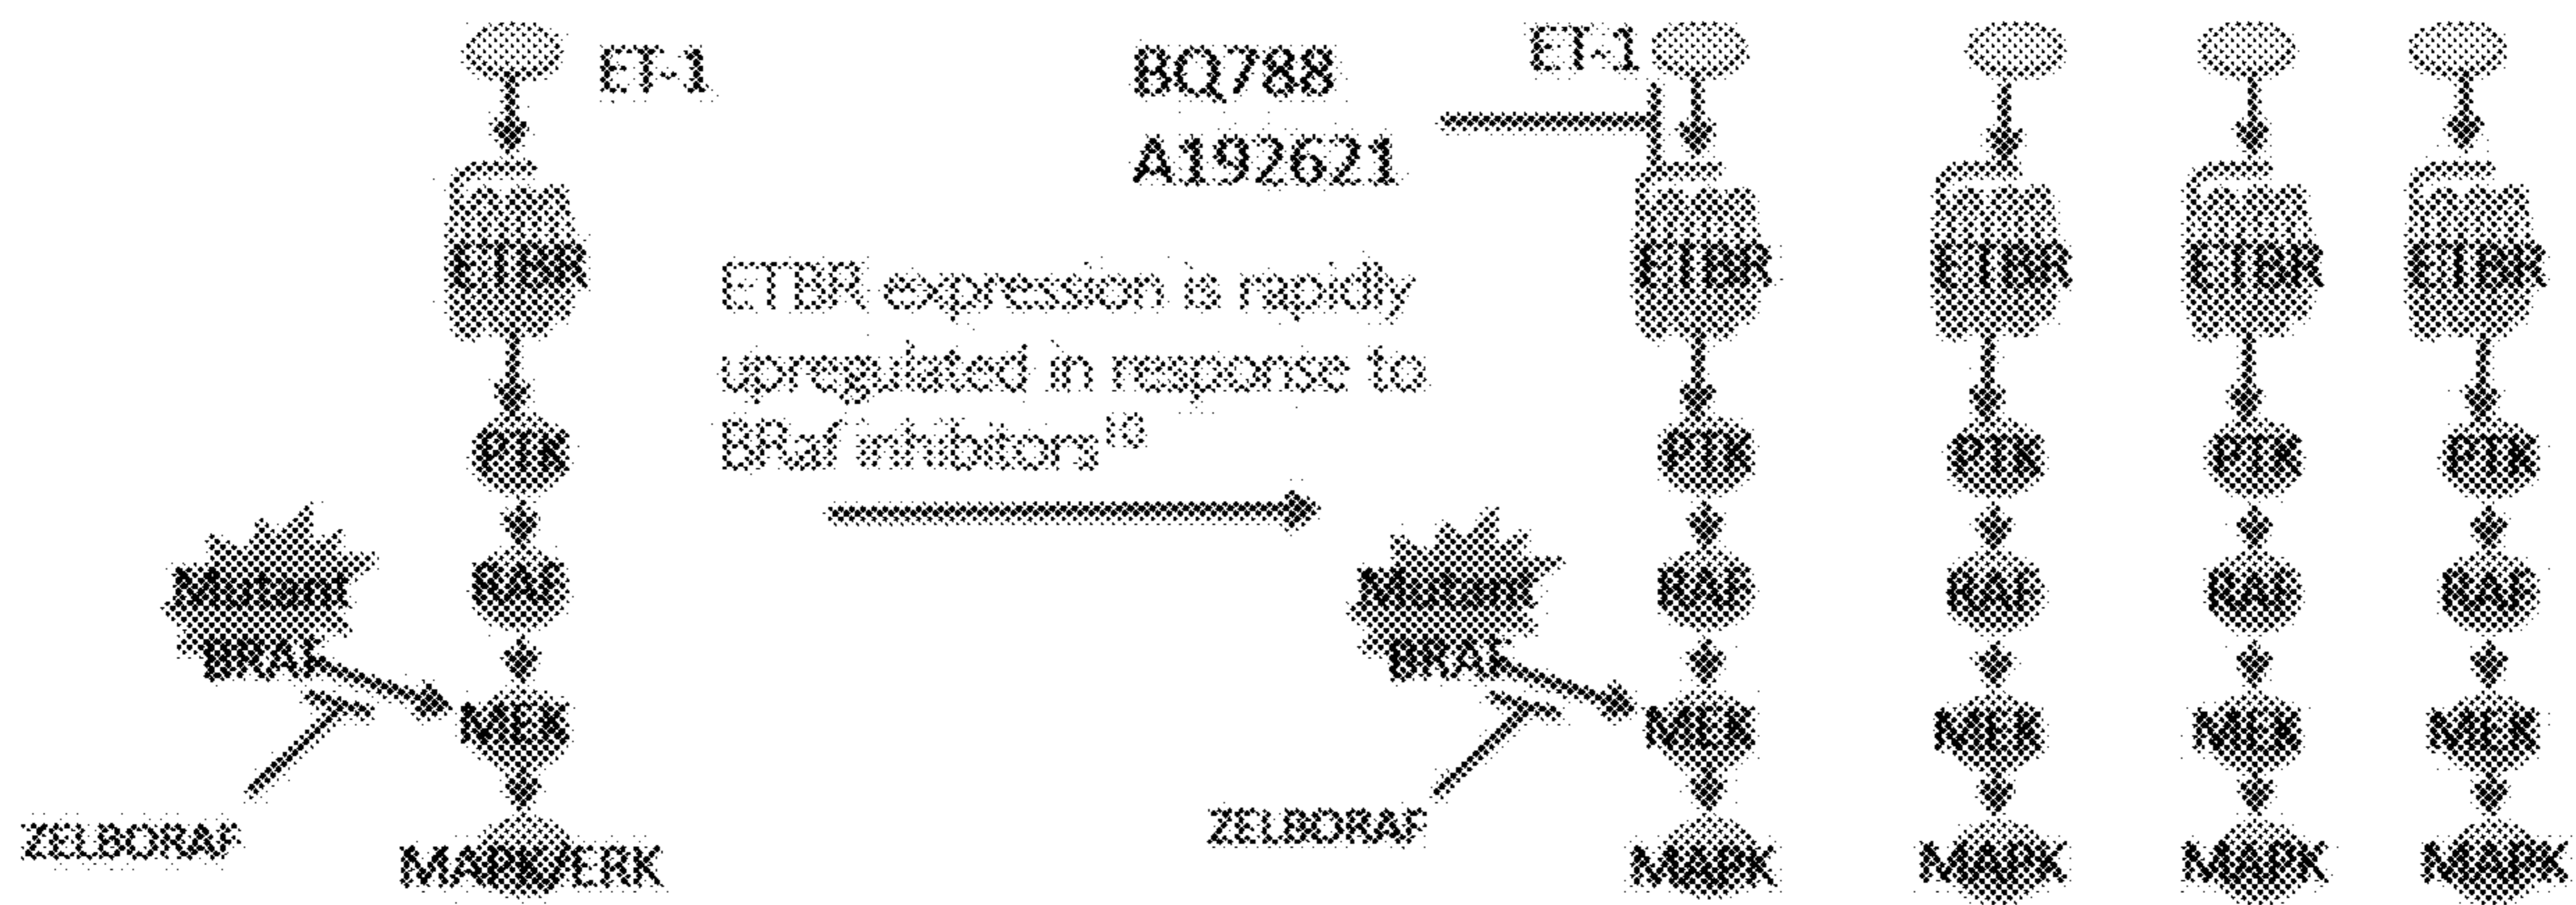 ET-1
ETBR
PTK
RAF
Mutant
BRAF
MEK
ZELBORAF
MAPK/ERK
ETBR expression is rapidly
upregulated in response to
BRaf inhibitors
BQ788
A192621
ET-1
ETBR ETBR ETBR ETBR
PTK PTK PTK PTK
RAF RAF RAF RAF
Mutant
BRAF
MEK MEK MEK MEK
ZELBORAF
MAPK MAPK MAPK MAPK